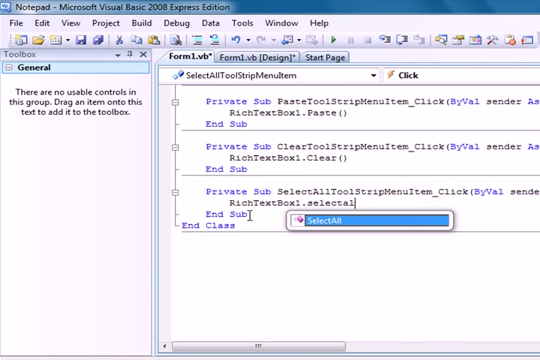 Notepad - Microsoft Visual Basic 2008 Express Edition
File Edit View Project Build Debug Data Tools Window Help
Toolbox
General
There are no usable controls in this group. Drag an item onto this text to add it to the toolbox.
Form1.vb* Form1.vb [Design]* Start Page
SelectAllToolStripMenuItem Click
Private Sub PasteToolStripMenuItem_Click(ByVal sender As
RichTextBox1.Paste()
End Sub
Private Sub ClearToolStripMenuItem_Click(ByVal sender As
RichTextBox1.Clear()
End Sub
Private Sub SelectAllToolStripMenuItem_Click(ByVal sende
RichTextBox1.selectal
SelectAll
End Sub
End Class